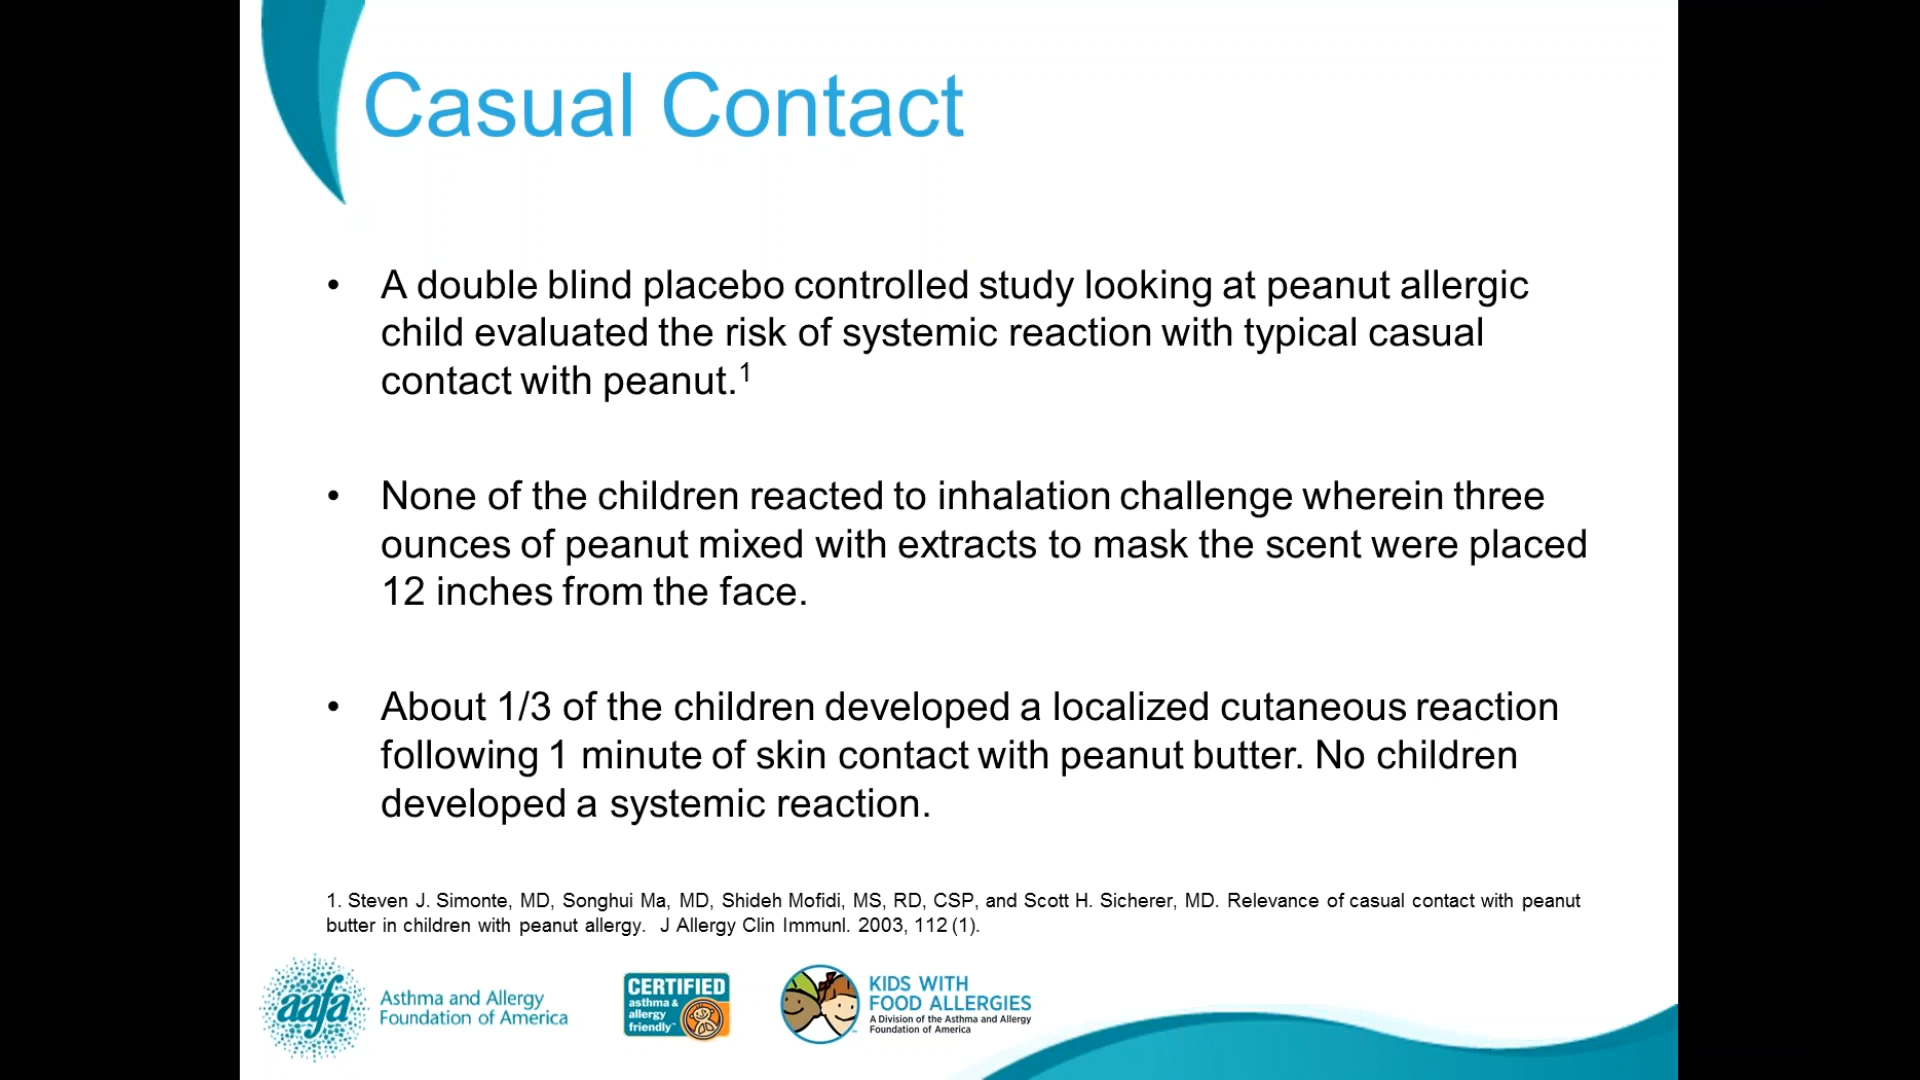 Casual Contact
• A double blind placebo controlled study looking at peanut allergic
child evaluated the risk of systemic reaction with typical casual
contact with peanut.1
• None of the children reacted to inhalation challenge wherein three
ounces of peanut mixed with extracts to mask the scent were placed
12 inches from the face.
• About 1/3 of the children developed a localized cutaneous reaction
following 1 minute of skin contact with peanut butter. No children
developed a systemic reaction.
1. Steven J. Simonte, MD, Songhui Ma, MD, Shideh Mofidi, MS, RD, CSP, and Scott H. Sicherer, MD. Relevance of casual contact with peanut
butter in children with peanut allergy. J Allergy Clin Immunl. 2003, 112 (1).
aafa
Asthma and Allergy
Foundation of America
CERTIFIED
asthma &
allergy
friendly™
KIDS WITH
FOOD ALLERGIES
A Division of the Asthma and Allergy
Foundation of America